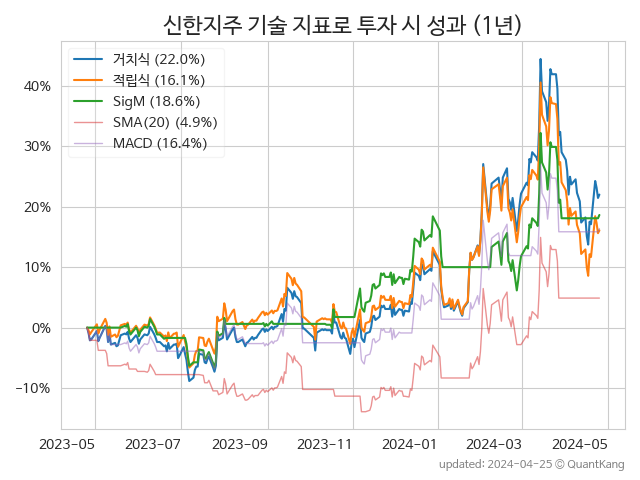 신한지주 기술 지표로 투자 시 성과 (1년)
거치식 (22.0%)
적립식 (16.1%)
SigM (18.6%)
SMA(20) (4.9%)
MACD (16.4%)
40%
30%
20%
10%
0%
−10%
2023-05 2023-07 2023-09 2023-11 2024-01 2024-03 2024-05
updated: 2024-04-25 © QuantKang